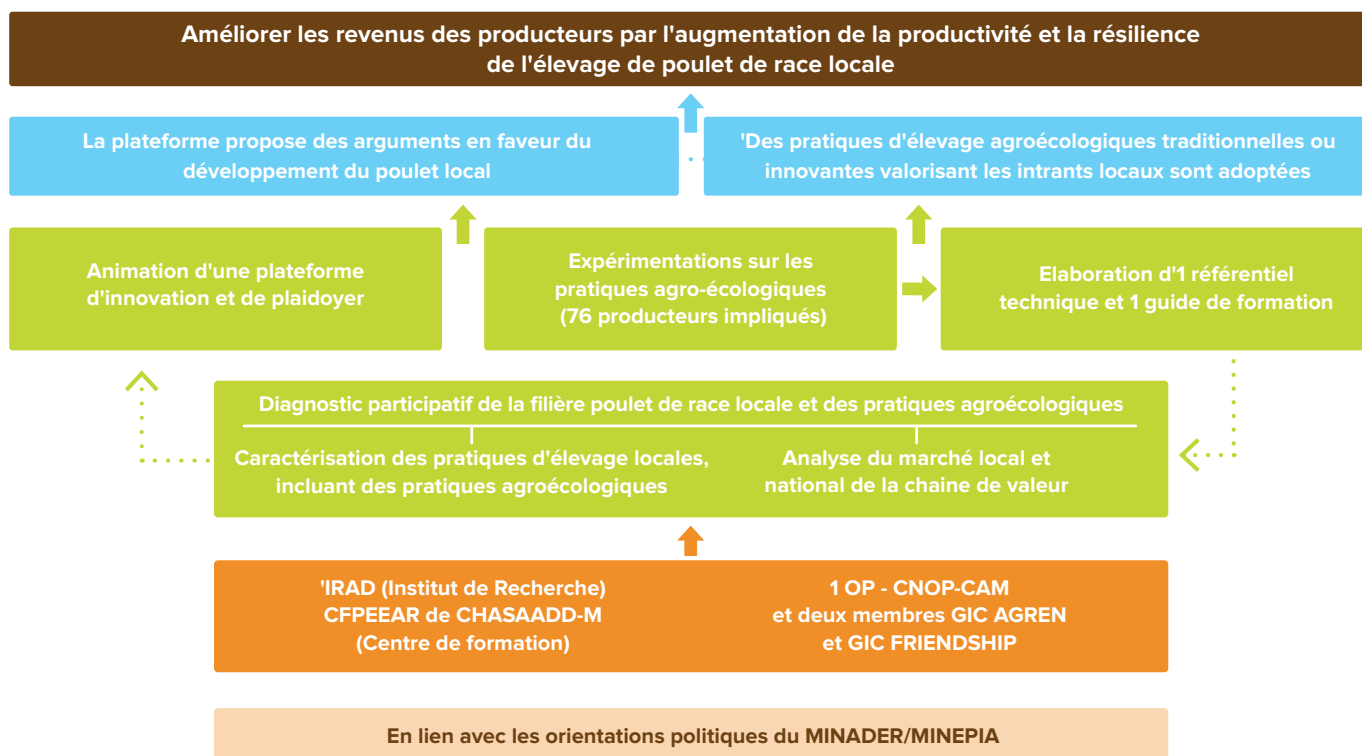 Améliorer les revenus des producteurs par l'augmentation de la productivité et la résilience
de l'élevage de poulet de race locale
La plateforme propose des arguments en faveur du
développement du poulet local
'Des pratiques d'élevage agroécologiques traditionnelles ou
innovantes valorisant les intrants locaux sont adoptées
Animation d'une plateforme
d'innovation et de plaidoyer
Expérimentations sur les
pratiques agro-écologiques
(76 producteurs impliqués)
Elaboration d'1 référentiel
technique et 1 guide de formation
Diagnostic participatif de la filière poulet de race locale et des pratiques agroécologiques
Caractérisation des pratiques d'élevage locales,
incluant des pratiques agroécologiques
Analyse du marché local et
national de la chaine de valeur
'IRAD (Institut de Recherche)
CFPEEAR de CHASAADD-M
(Centre de formation)
1 OP - CNOP-CAM
et deux membres GIC AGREN
et GIC FRIENDSHIP
En lien avec les orientations politiques du MINADER/MINEPIA